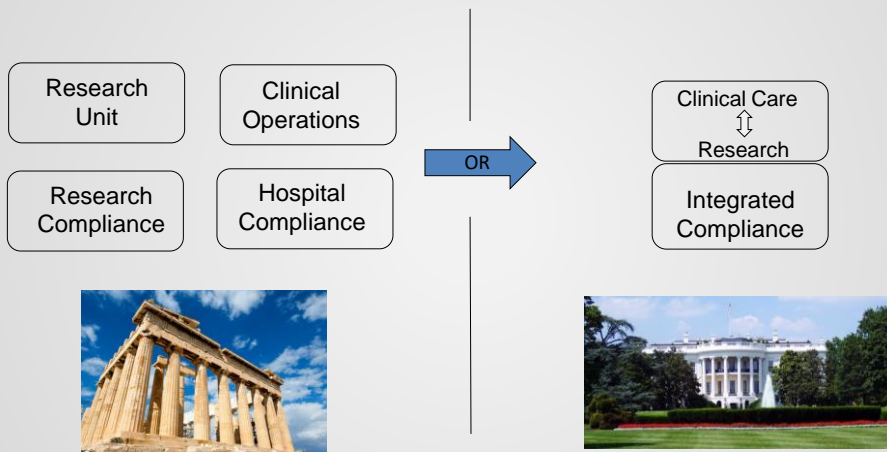 Research
Unit
Clinical
Operations
Research
Compliance
Hospital
Compliance
OR
Clinical Care
Research
Integrated
Compliance